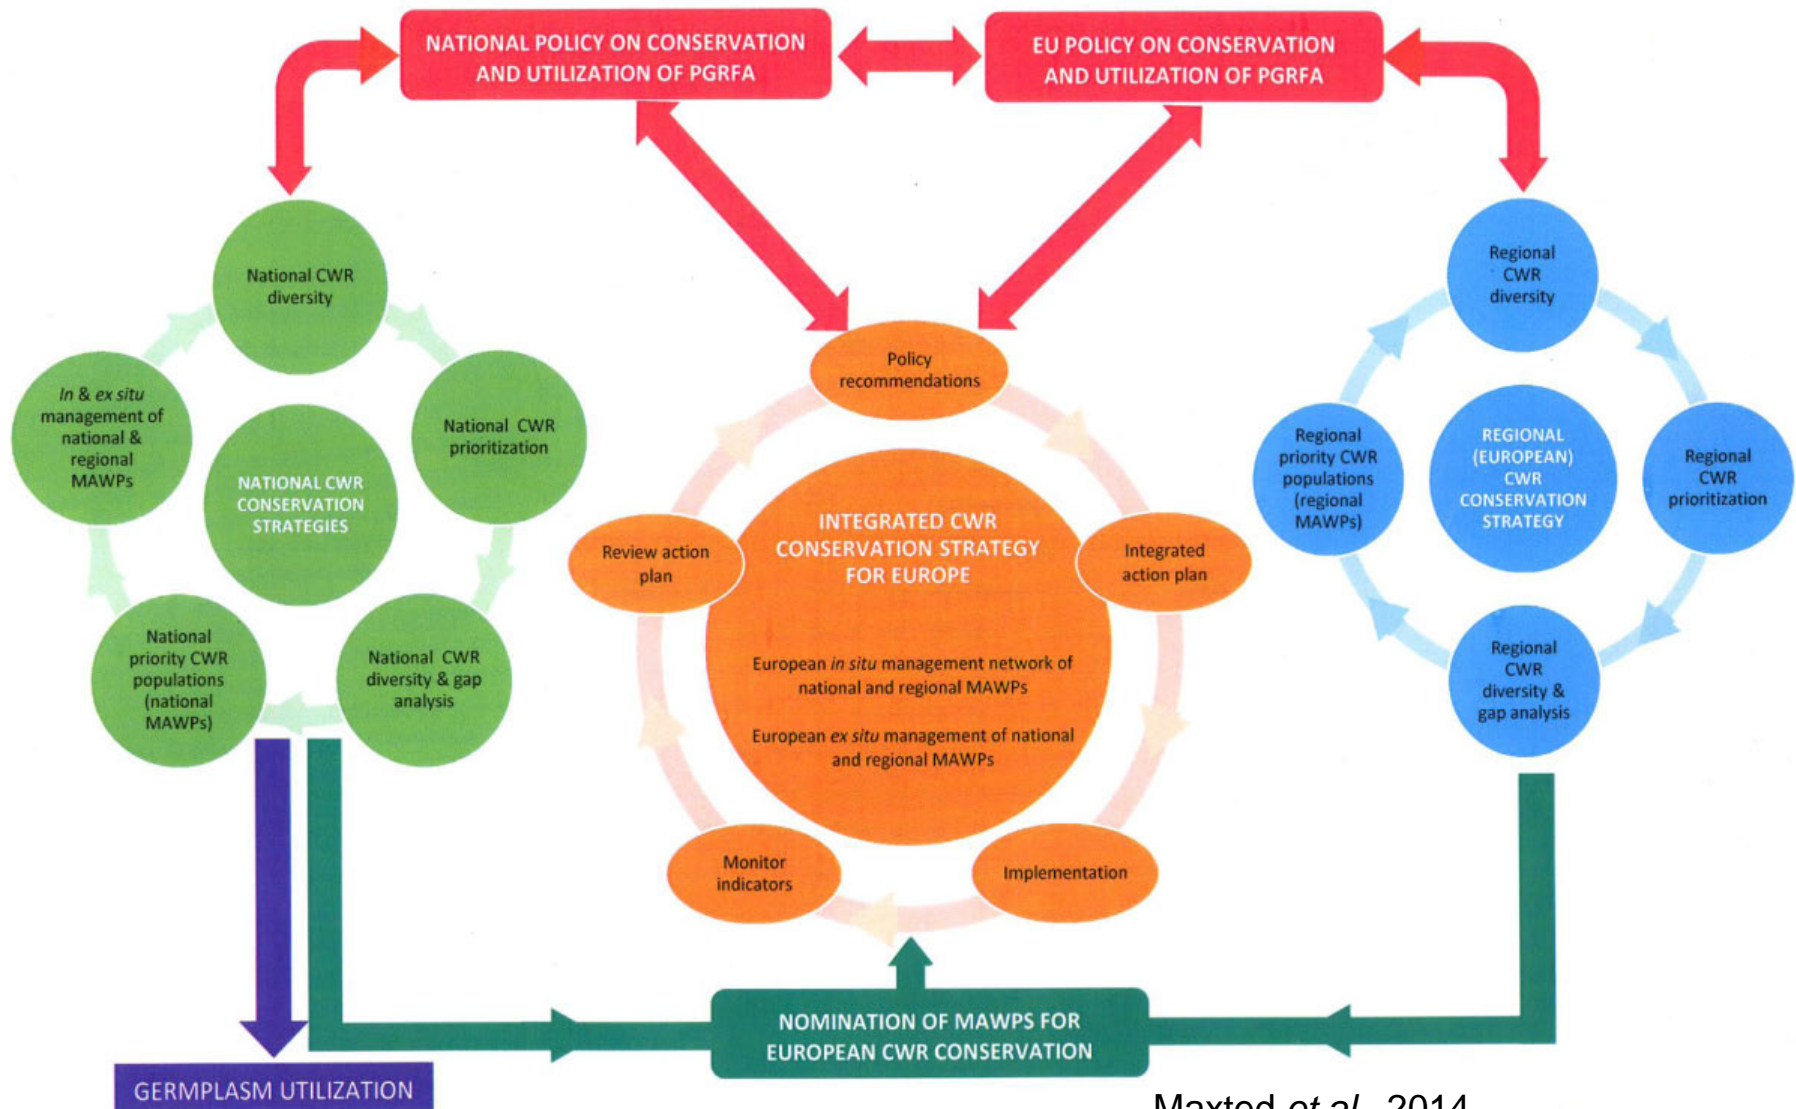 NATIONAL POLICY ON CONSERVATION
AND UTILIZATION OF PGRFA
EU POLICY ON CONSERVATION
AND UTILIZATION OF PGRFA
National CWR
diversity
National CWR
prioritization
National CWR
diversity & gap
analysis
National
priority CWR
populations
(national
MAWPs)
In & ex situ
management of
national &
regional
MAWPs
NATIONAL CWR
CONSERVATION
STRATEGIES
Policy
recommendations
Integrated
action plan
Implementation
Monitor
indicators
Review action
plan
INTEGRATED CWR
CONSERVATION STRATEGY
FOR EUROPE
European in situ management network of
national and regional MAWPs
European ex situ management of national
and regional MAWPs
Regional
CWR
diversity
Regional
CWR
prioritization
Regional
CWR
diversity &
gap analysis
Regional
priority CWR
populations
(regional
MAWPs)
REGIONAL
(EUROPEAN)
CWR
CONSERVATION
STRATEGY
NOMINATION OF MAWPS FOR
EUROPEAN CWR CONSERVATION
GERMPLASM UTILIZATION
Maxted et al. 2014